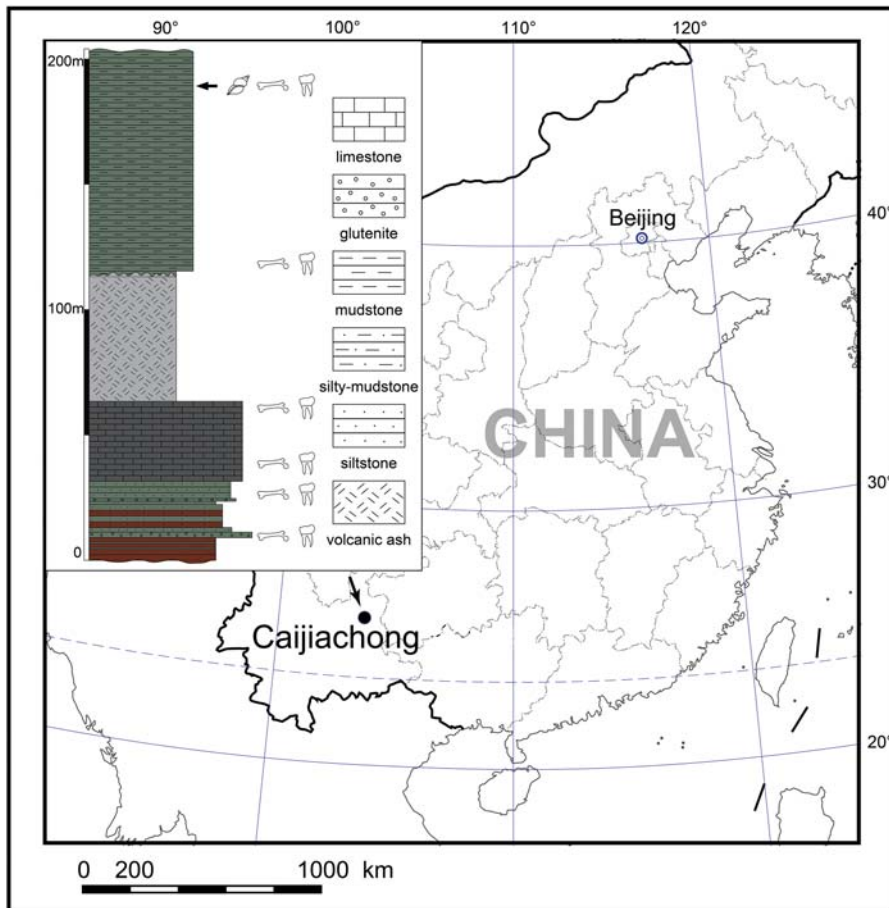 90°
100°
110°
120°
200m
limestone
glutenite
Beijing
40°
mudstone
100m
silty-mudstone
CHINA
siltstone
30°
volcanic ash
0
Caijiachong
20°
0 200 1000 km